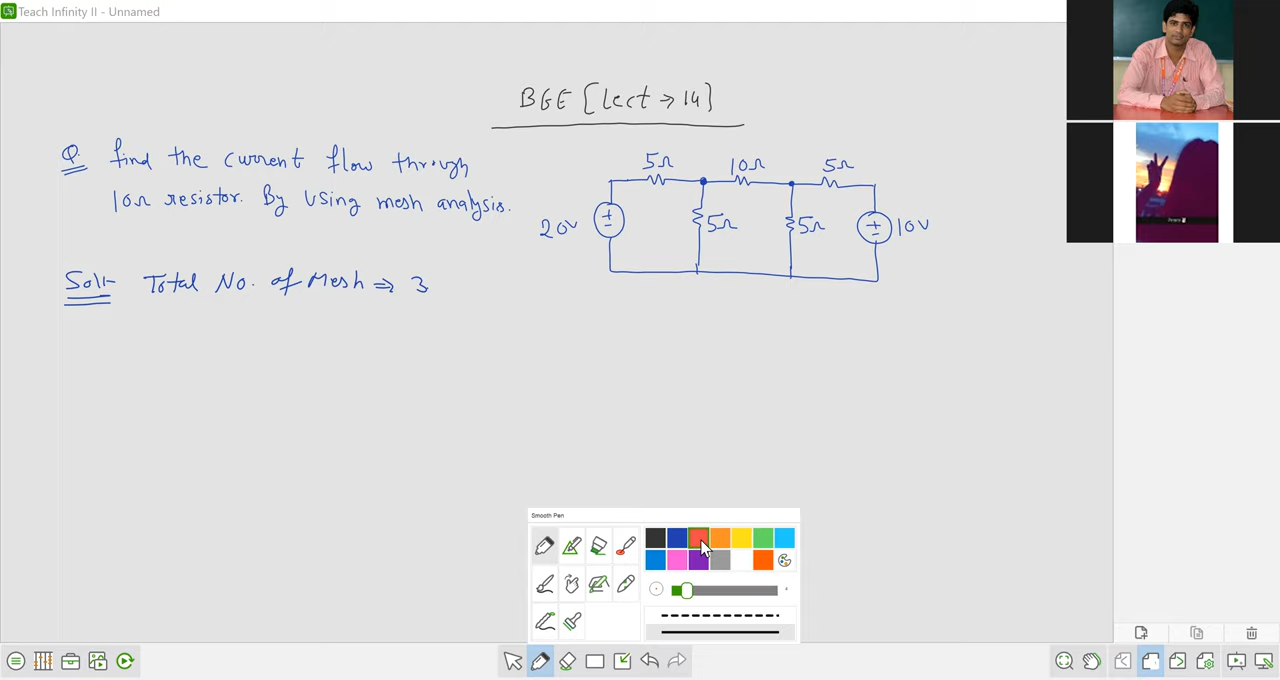 Teach Infinity II - Unnamed
BGE [Lect → 14]
Q. find the current flow through
10Ω resistor. By using mesh analysis.
5Ω 10Ω 5Ω
20V + − 5Ω 5Ω + − 10V
Sol:- Total No. of Mesh ⇒ 3
Smooth Pen